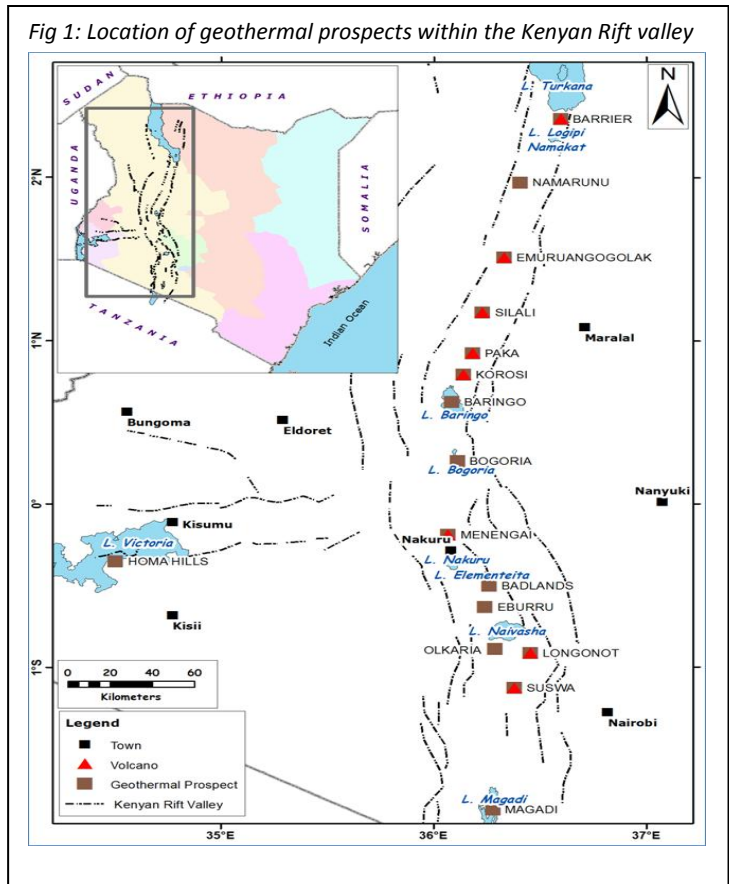 Fig 1: Location of geothermal prospects within the Kenyan Rift valley
SUDAN
ETHIOPIA
UGANDA
SOMALIA
TANZANIA
Indian Ocean
N
L. Turkana
BARRIER
L. Logipi
Namakat
2°N
NAMARUNU
EMURUANGOGOLAK
SILALI
1°N
Maralal
PAKA
KOROSI
BARINGO
L. Baringo
Bungoma
Eldoret
BOGORIA
L. Bogoria
Nanyuki
0°
Kisumu
L. Victoria
HOMA HILLS
MENENGAI
Nakuru
L. Nakuru
L. Elementeita
BADLANDS
EBURRU
Kisii
L. Naivasha
OLKARIA
LONGONOT
1°S
SUSWA
Nairobi
0 10 20 40 60
Kilometers
Legend
Town
Volcano
Geothermal Prospect
Kenyan Rift Valley
L. Magadi
MAGADI
35°E
36°E
37°E